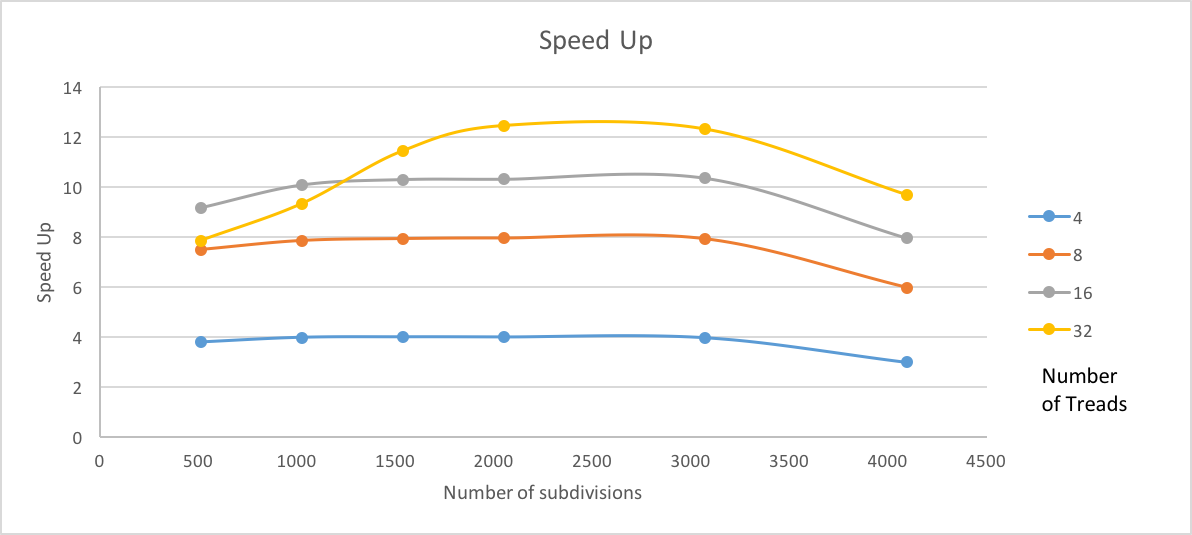 Speed Up
14
12
10
8
6
4
2
0
Speed Up
0 500 1000 1500 2000 2500 3000 3500 4000 4500
Number of subdivisions
4
8
16
32
Number
of Treads